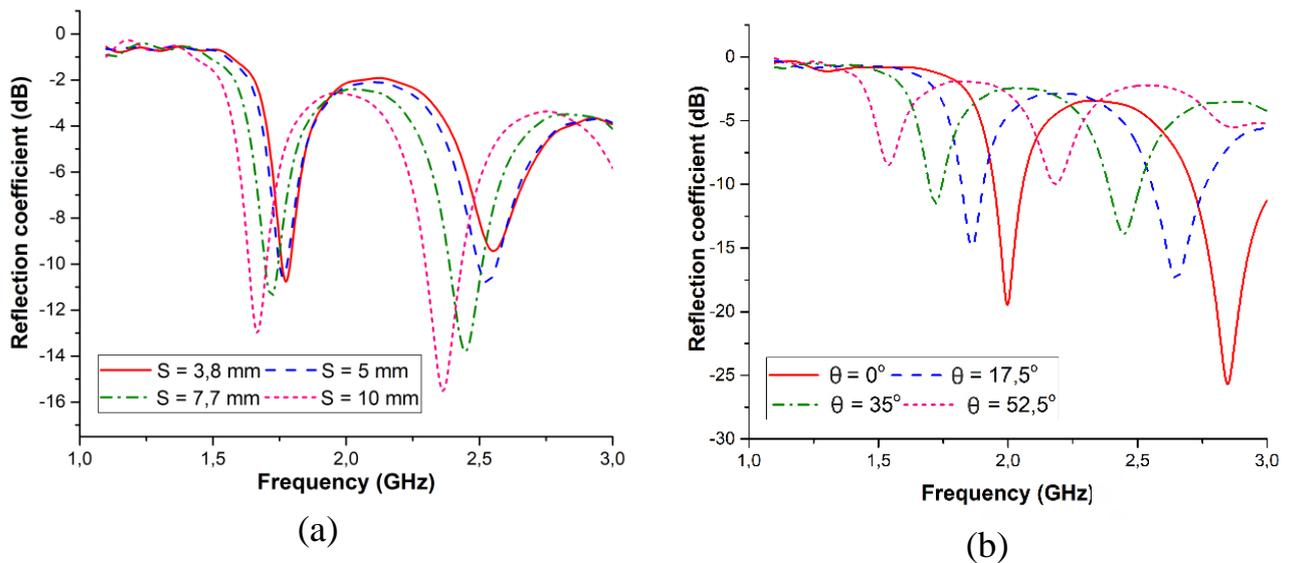 0
-2
-4
-6
-8
-10
-12
-14
-16
Reflection coefficient (dB)
S = 3,8 mm
S = 5 mm
S = 7,7 mm
S = 10 mm
1,0
1,5
2,0
2,5
3,0
Frequency (GHz)
(a)
0
-5
-10
-15
-20
-25
-30
Reflection coefficient (dB)
θ = 0°
θ = 17,5°
θ = 35°
θ = 52,5°
1,0
1,5
2,0
2,5
3,0
Frequency (GHz)
(b)